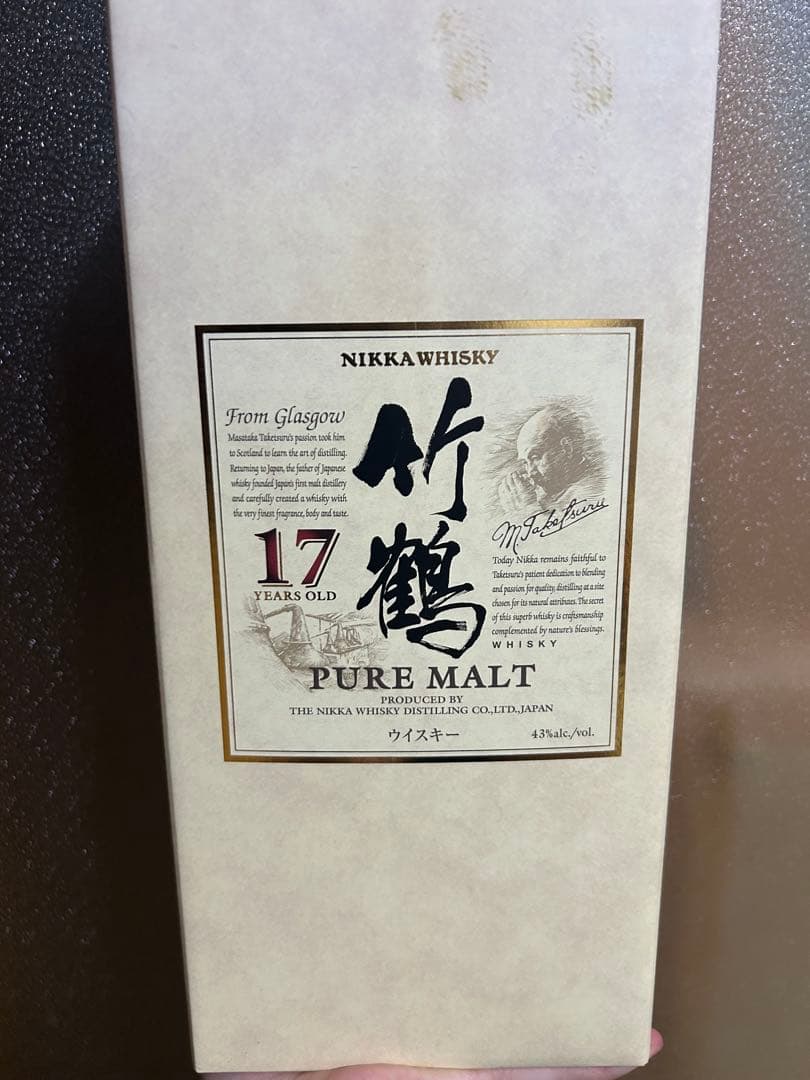 NIKKA WHISKY
From Glasgow
Masataka Taketsuru's passion took him
to Scotland to learn the art of distilling.
Returning to Japan, the father of Japanese
whisky founded Japan's first malt distillery
and carefully created a whisky with
the very finest fragrance, body and taste.
17
YEARS OLD
竹鶴
M. Taketsuru
Today Nikka remains faithful to
Taketsuru's patient dedication to blending
and passion for quality, distilling at a site
chosen for its natural attributes. The secret
of this superb whisky is craftsmanship
complemented by nature's blessings.
WHISKY
PURE MALT
PRODUCED BY
THE NIKKA WHISKY DISTILLING CO.,LTD.,JAPAN
ウイスキー
43%alc./vol.